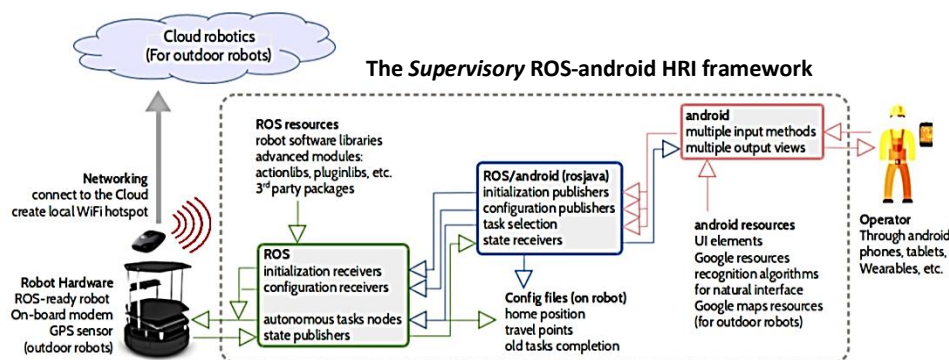 Cloud robotics
(For outdoor robots)
The Supervisory ROS-android HRI framework
Networking
connect to the Cloud
create local WiFi hotspot
Robot Hardware
ROS-ready robot
On-board modem
GPS sensor
(outdoor robots)
ROS resources
robot software libraries
advanced modules:
actionlibs, pluginlibs, etc.
3rd party packages
ROS
initialization receivers
configuration receivers
autonomous tasks nodes
state publishers
ROS/android (rosjava)
initialization publishers
configuration publishers
task selection
state receivers
Config files (on robot)
home position
travel points
old tasks completion
android
multiple input methods
multiple output views
android resources
UI elements
Google resources
recognition algorithms
for natural interface
Google maps resources
(for outdoor robots)
Operator
Through android
phones, tablets,
Wearables, etc.